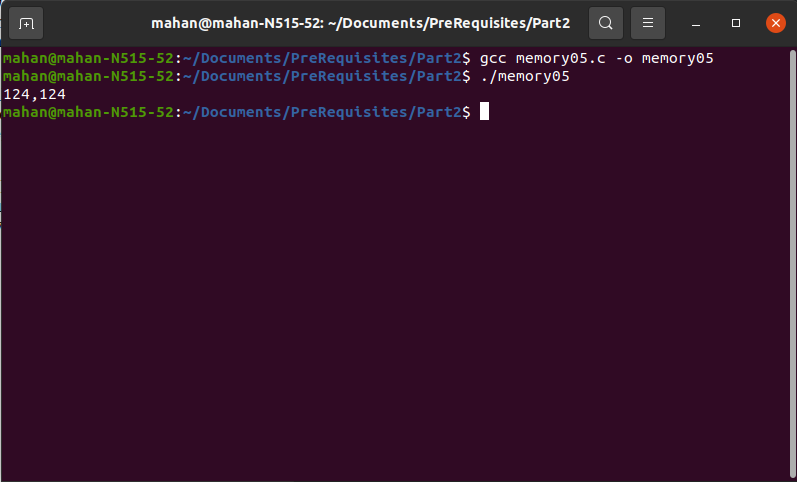 mahan@mahan-N515-52: ~/Documents/PreRequisites/Part2
mahan@mahan-N515-52:~/Documents/PreRequisites/Part2$ gcc memory05.c -o memory05
mahan@mahan-N515-52:~/Documents/PreRequisites/Part2$ ./memory05
124,124
mahan@mahan-N515-52:~/Documents/PreRequisites/Part2$